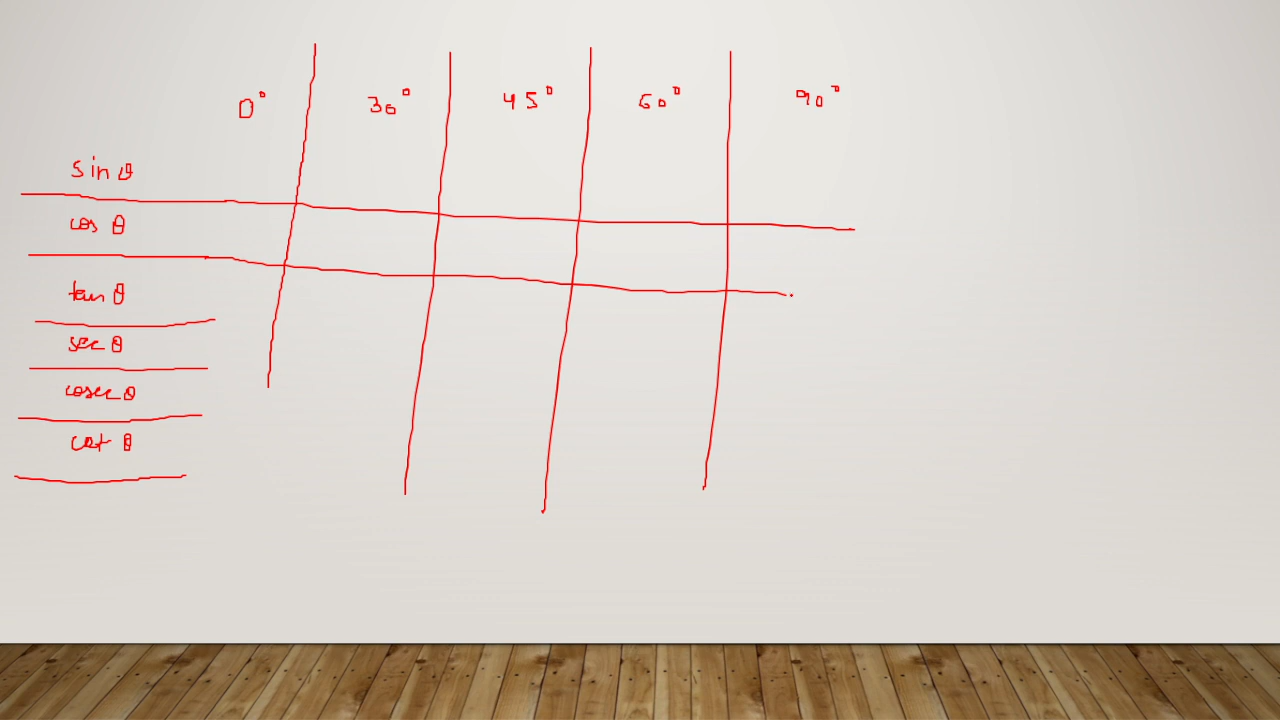 0° 30° 45° 60° 90°
sin θ
cos θ
tan θ
sec θ
cosec θ
cot θ